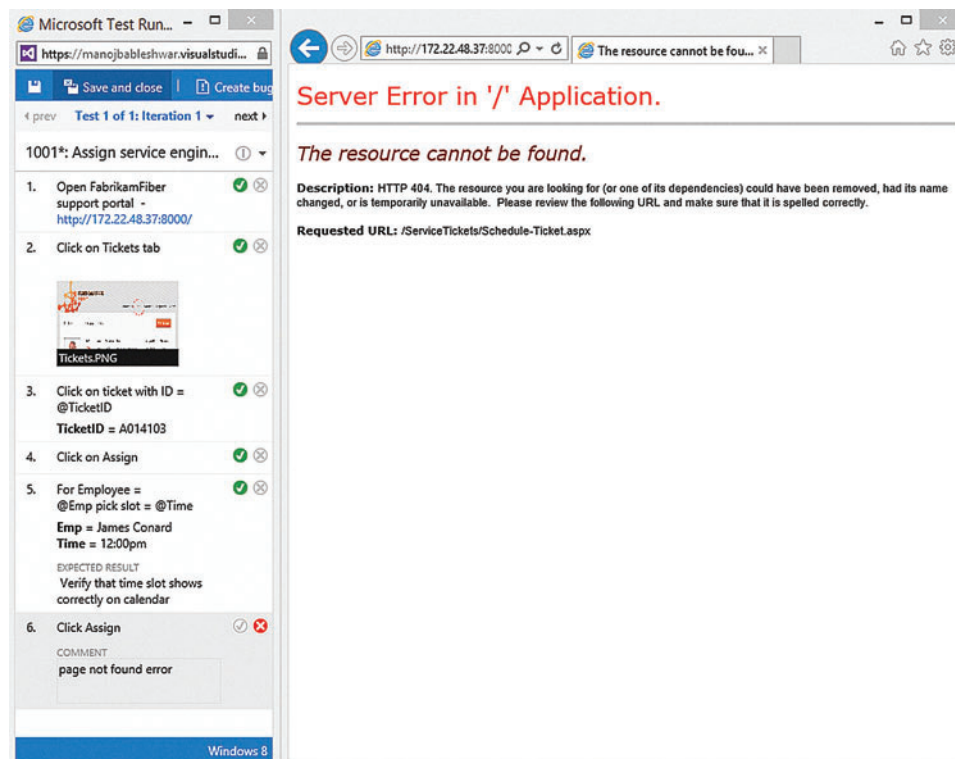 Microsoft Test Run...
https://manojbableshwar.visualstudi...
Save and close
Create bug
prev
Test 1 of 1: Iteration 1
next
1001*: Assign service engin...
1. Open FabrikamFiber
support portal -
http://172.22.48.37:8000/
2. Click on Tickets tab
Tickets.PNG
3. Click on ticket with ID =
@TicketID
TicketID = A014103
4. Click on Assign
5. For Employee =
@Emp pick slot = @Time
Emp = James Conard
Time = 12:00pm
EXPECTED RESULT
Verify that time slot shows
correctly on calendar
6. Click Assign
COMMENT
page not found error
Windows 8
http://172.22.48.37:8000
The resource cannot be fou...
Server Error in '/' Application.
The resource cannot be found.
Description: HTTP 404. The resource you are looking for (or one of its dependencies) could have been removed, had its name
changed, or is temporarily unavailable. Please review the following URL and make sure that it is spelled correctly.
Requested URL: /ServiceTickets/Schedule-Ticket.aspx